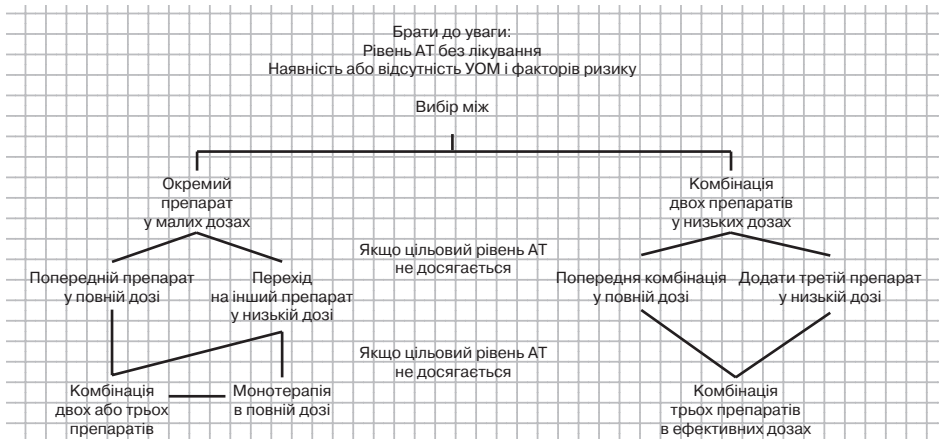 Брати до уваги:
Рівень АТ без лікування
Наявність або відсутність УОМ і факторів ризику
Вибір між
Окремий
препарат
у малих дозах
Комбінація
двох препаратів
у низьких дозах
Якщо цільовий рівень АТ
не досягається
Попередній препарат
у повній дозі
Перехід
на інший препарат
у низькій дозі
Попередня комбінація
у повній дозі
Додати третій препарат
у низькій дозі
Якщо цільовий рівень АТ
не досягається
Комбінація
двох або трьох
препаратів
Монотерапія
в повній дозі
Комбінація
трьох препаратів
в ефективних дозах